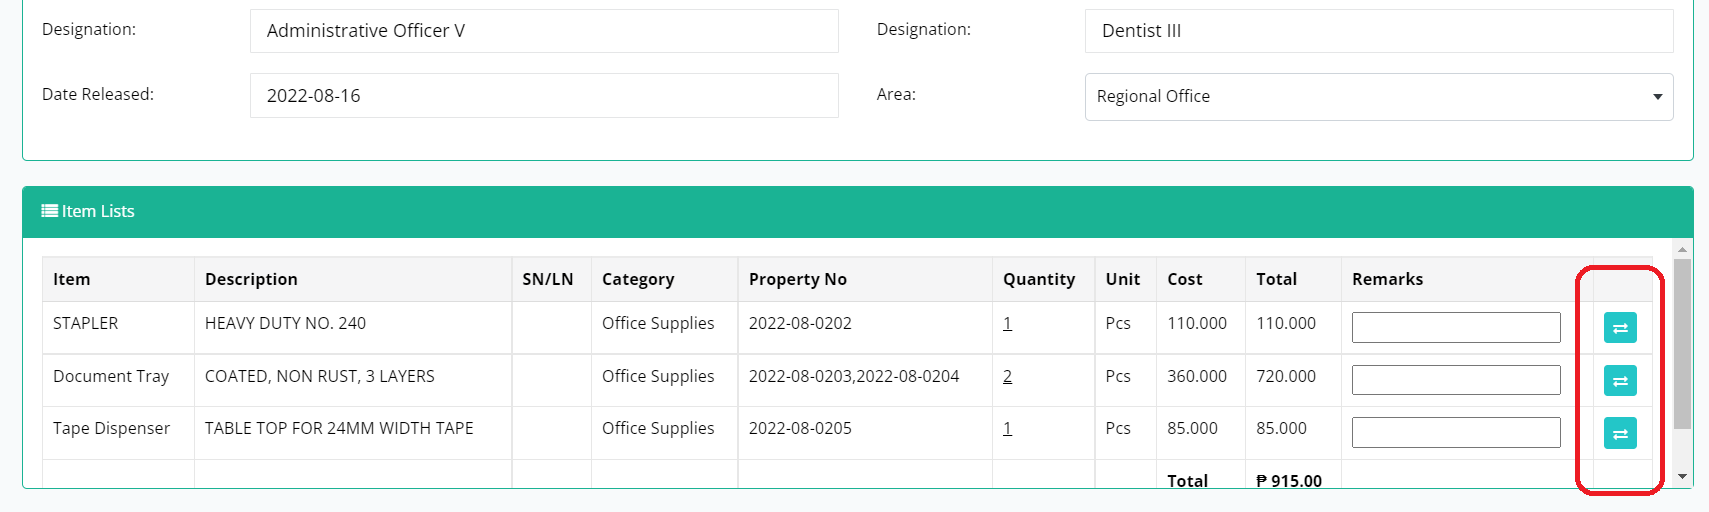 Designation: Administrative Officer V Designation: Dentist III
Date Released: 2022-08-16 Area: Regional Office
Item Lists
Item Description SN/LN Category Property No Quantity Unit Cost Total Remarks
STAPLER HEAVY DUTY NO. 240 Office Supplies 2022-08-0202 1 Pcs 110.000 110.000
Document Tray COATED, NON RUST, 3 LAYERS Office Supplies 2022-08-0203,2022-08-0204 2 Pcs 360.000 720.000
Tape Dispenser TABLE TOP FOR 24MM WIDTH TAPE Office Supplies 2022-08-0205 1 Pcs 85.000 85.000
Total ₱ 915.00